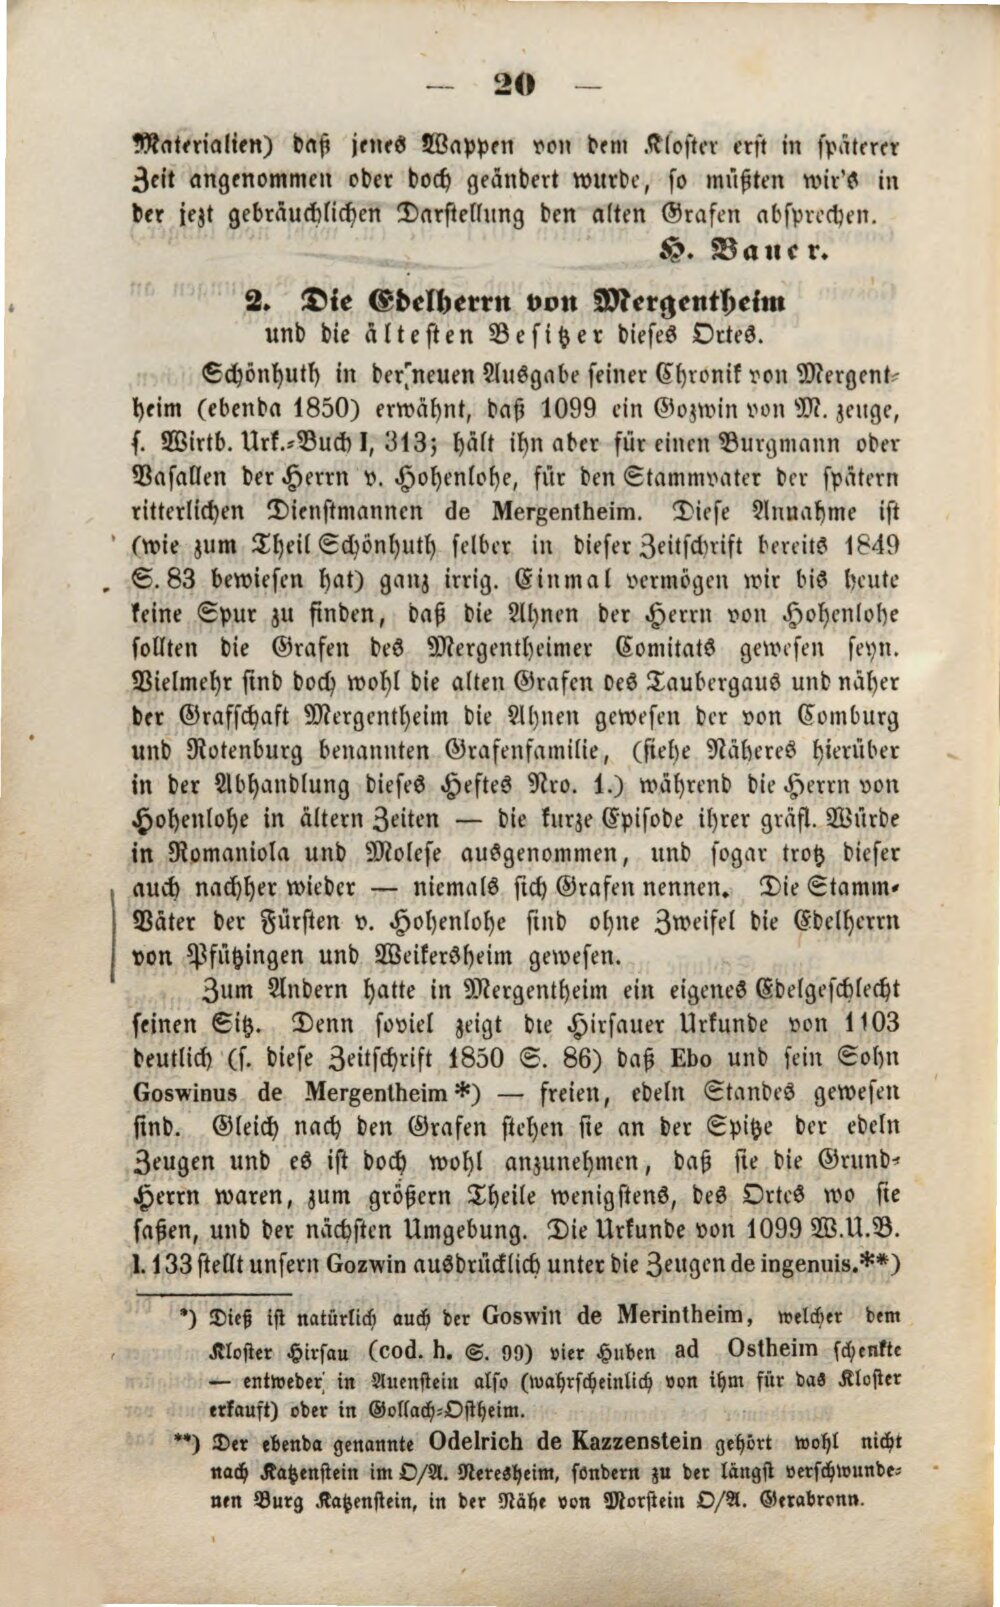 — 20 —
Materialien) daß jenes Wappen von dem Kloster erst in späterer
Zeit angenommen oder doch geändert wurde, so müßten wir's in
der jezt gebräuchlichen Darstellung den alten Grafen absprechen.
H. Bauer.
2. Die Edelherrn von Mergentheim
und die ältesten Besitzer dieses Ortes.
Schönhuth in der neuen Ausgabe seiner Chronik von Mergent-
heim (ebenda 1850) erwähnt, daß 1099 ein Gozwin von M. zeuge,
s. Wirtb. Urk.-Buch I, 313; hält ihn aber für einen Burgmann oder
Vasallen der Herrn v. Hohenlohe, für den Stammvater der spätern
ritterlichen Dienstmannen de Mergentheim. Diese Annahme ist
(wie zum Theil Schönhuth selber in dieser Zeitschrift bereits 1849
S. 83 bewiesen hat) ganz irrig. Einmal vermögen wir bis heute
keine Spur zu finden, daß die Ahnen der Herrn von Hohenlohe
sollten die Grafen des Mergentheimer Comitats gewesen seyn.
Vielmehr sind doch wohl die alten Grafen des Taubergaus und näher
der Grafschaft Mergentheim die Ahnen gewesen der von Comburg
und Rotenburg benannten Grafenfamilie, (siehe Näheres hierüber
in der Abhandlung dieses Heftes Nro. 1.) während die Herrn von
Hohenlohe in ältern Zeiten — die kurze Episode ihrer gräfl. Würde
in Romaniola und Molese ausgenommen, und sogar trotz dieser
auch nachher wieder — niemals sich Grafen nennen. Die Stamm-
Väter der Fürsten v. Hohenlohe sind ohne Zweifel die Edelherrn
von Pfützingen und Weikersheim gewesen.
Zum Andern hatte in Mergentheim ein eigenes Edelgeschlecht
seinen Sitz. Denn soviel zeigt die Hirsauer Urkunde von 1103
deutlich (s. diese Zeitschrift 1850 S. 86) daß Ebo und sein Sohn
Goswinus de Mergentheim *) — freien, edeln Standes gewesen
sind. Gleich nach den Grafen stehen sie an der Spitze der edeln
Zeugen und es ist doch wohl anzunehmen, daß sie die Grund-
Herrn waren, zum größern Theile wenigstens, des Ortes wo sie
saßen, und der nächsten Umgebung. Die Urkunde von 1099 W.U.B.
I. 133 stellt unsern Gozwin ausdrücklich unter die Zeugen de ingenuis.**)
*) Dieß ist natürlich auch der Goswin de Merintheim, welcher dem
Kloster Hirsau (cod. h. S. 99) vier Huben ad Ostheim schenkte
— entweder in Auenstein also (wahrscheinlich von ihm für das Kloster
erkauft) oder in Gollach-Ostheim.
**) Der ebenda genannte Odelrich de Kazzenstein gehört wohl nicht
nach Katzenstein im O/A. Neresheim, sondern zu der längst verschwunde-
nen Burg Katzenstein, in der Nähe von Morstein O/A. Gerabronn.